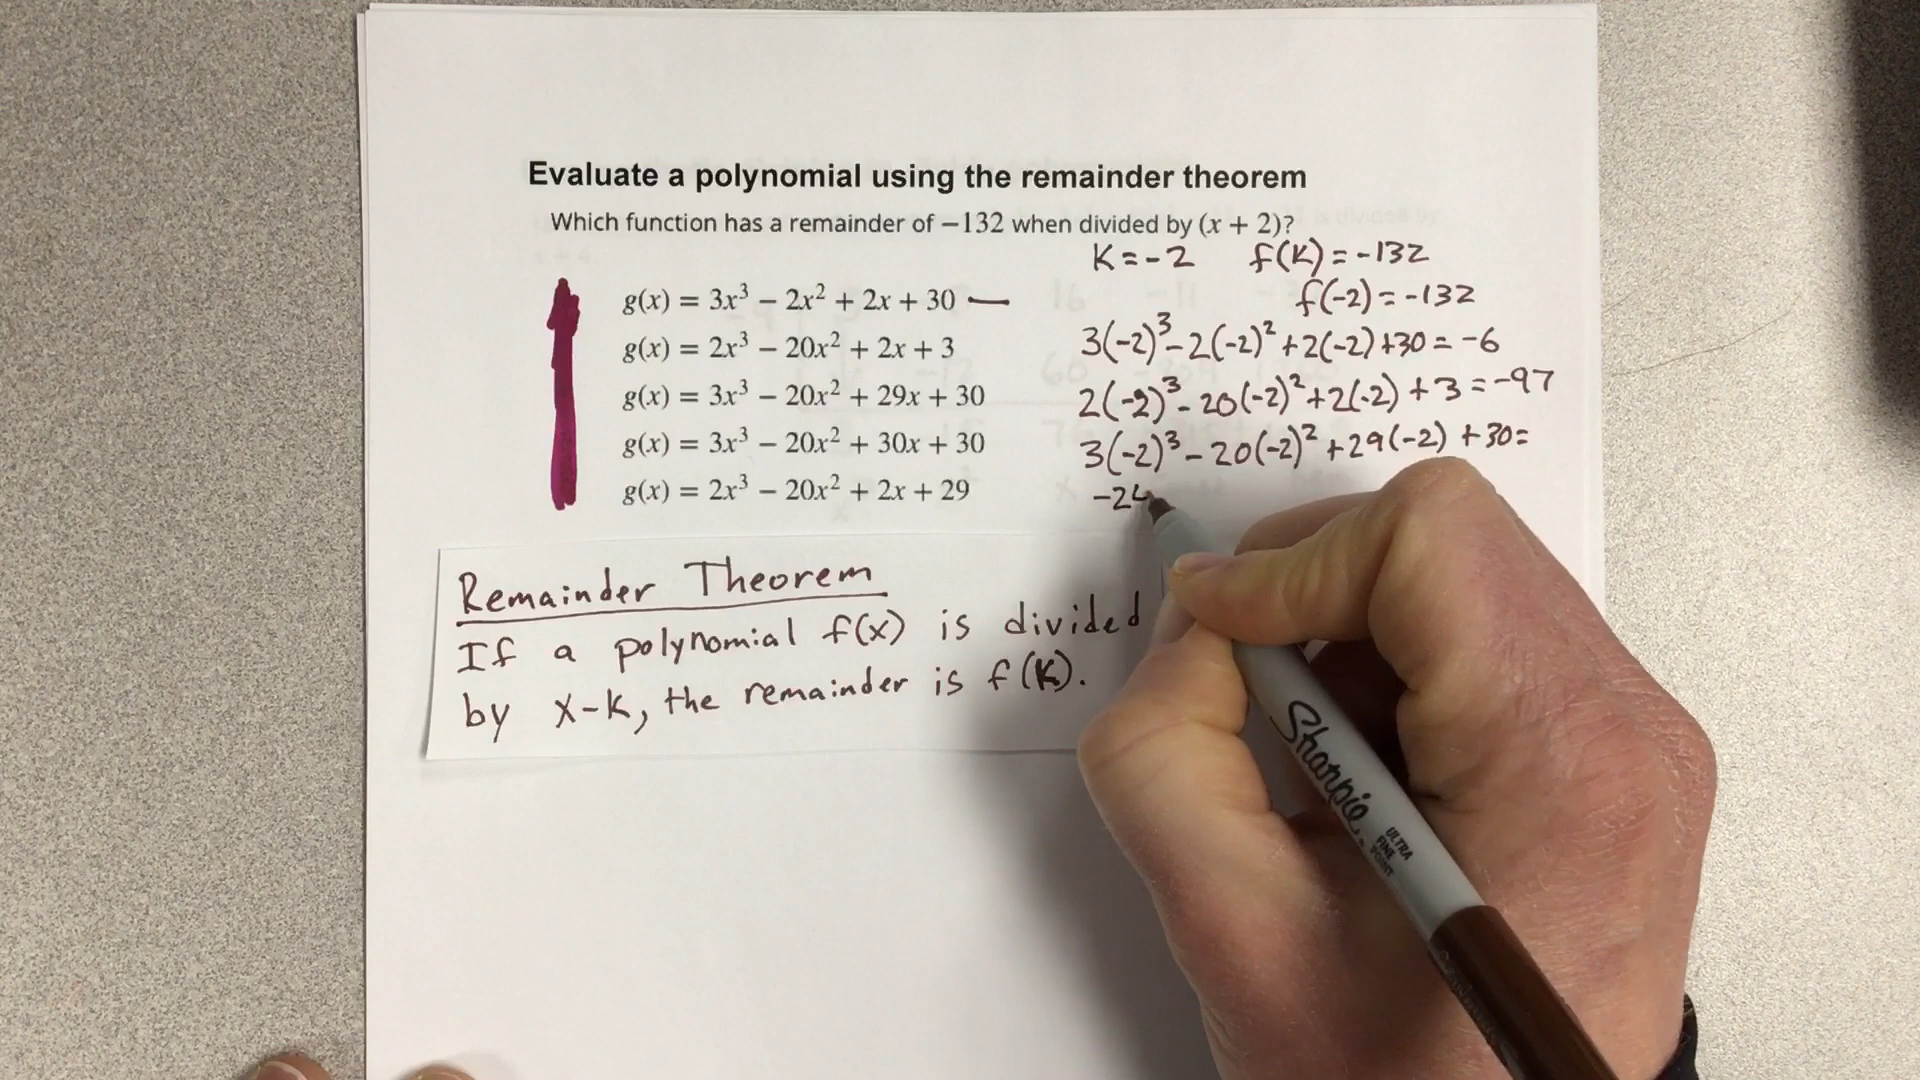 Evaluate a polynomial using the remainder theorem
Which function has a remainder of −132 when divided by (x + 2)?
K = -2 f(K) = -132
f(-2) = -132
g(x) = 3x³ − 2x² + 2x + 30 —
g(x) = 2x³ − 20x² + 2x + 3
g(x) = 3x³ − 20x² + 29x + 30
g(x) = 3x³ − 20x² + 30x + 30
g(x) = 2x³ − 20x² + 2x + 29
3(-2)³ - 2(-2)² + 2(-2) + 30 = -6
2(-2)³ - 20(-2)² + 2(-2) + 3 = -97
3(-2)³ - 20(-2)² + 29(-2) + 30 =
-24
Remainder Theorem
If a polynomial f(x) is divided
by x-K, the remainder is f(K).
Sharpie
ULTRA
FINE
POINT